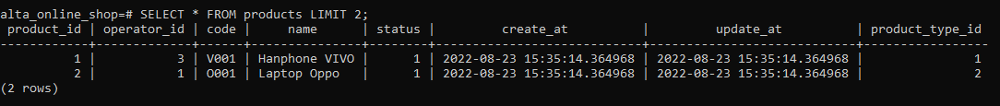 alta_online_shop=# SELECT * FROM products LIMIT 2;
 product_id | operator_id | code |     name     | status |         create_at          |         update_at          | product_type_id
------------+-------------+------+--------------+--------+----------------------------+----------------------------+-----------------
          1 |           3 | V001 | Hanphone VIVO |      1 | 2022-08-23 15:35:14.364968 | 2022-08-23 15:35:14.364968 |               1
          2 |           1 | O001 | Laptop Oppo   |      1 | 2022-08-23 15:35:14.364968 | 2022-08-23 15:35:14.364968 |               2
(2 rows)